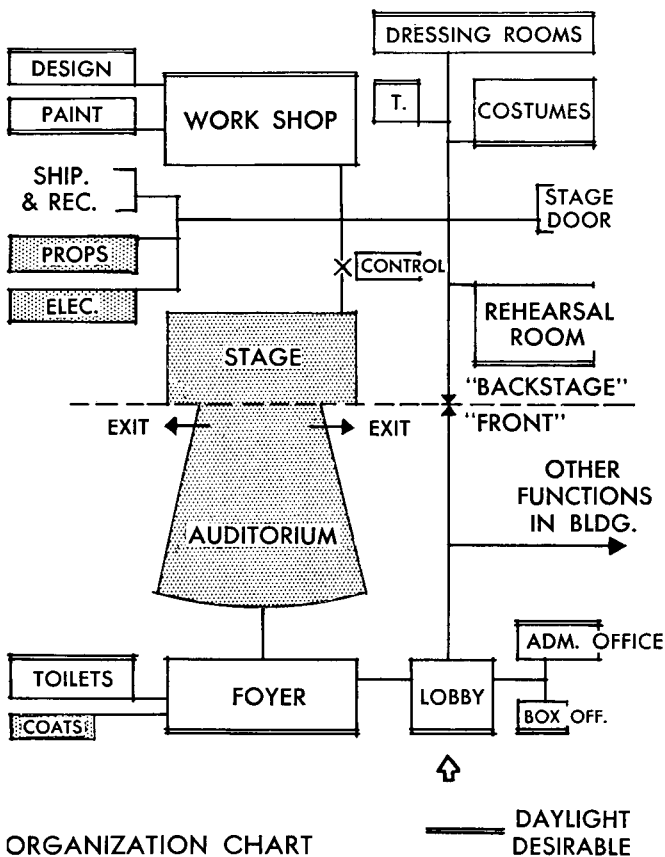 DRESSING ROOMS
DESIGN
PAINT
WORK SHOP
T.
COSTUMES
SHIP.
& REC.
STAGE
DOOR
PROPS
CONTROL
ELEC.
REHEARSAL
ROOM
STAGE
"BACKSTAGE"
EXIT
EXIT
"FRONT"
OTHER
FUNCTIONS
IN BLDG.
AUDITORIUM
ADM. OFFICE
TOILETS
FOYER
LOBBY
COATS
BOX OFF.
ORGANIZATION CHART
DAYLIGHT
DESIRABLE